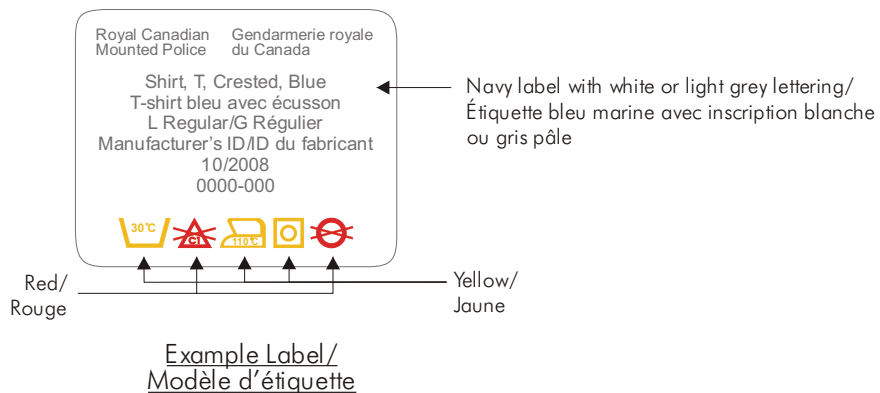 Royal Canadian Mounted Police
Gendarmerie royale du Canada
Shirt, T, Crested, Blue
T-shirt bleu avec écusson
L Regular/G Régulier
Manufacturer's ID/ID du fabricant
10/2008
0000-000
30℃
Cl
110℃
Navy label with white or light grey lettering/
Étiquette bleu marine avec inscription blanche
ou gris pâle
Red/
Rouge
Yellow/
Jaune
Example Label/
Modèle d'étiquette